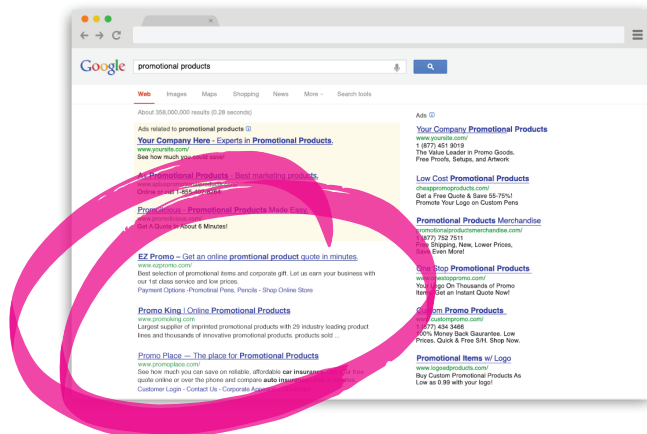 Google promotional products
Web Images Maps Shopping News More Search tools
About 358,000,000 results (0.28 seconds)
Ads related to promotional products
Your Company Here - Experts in Promotional Products.
www.yoursite.com/
See how much you could save!
A+ Promotional Products - Best marketing products,
Online or call 1-855-407-6264
Promolicious - Promotional Products Made Easy.
Get A Quote In About 6 Minutes!
EZ Promo – Get an online promtional product quote in minutes.
www.ezpromo.com/
Best selection of promotional items and corporate gift. Let us earn your business with
our 1st class service and low prices.
Payment Options -Promotinal Pens, Pencils - Shop Online Store
Promo King | Online Promotional Products
www.promoking.com
Largest supplier of imprinted promotional products with 29 industry leading product
lines and thousands of innovative promotional products. products sold ...
Promo Place — The place for Promotional Products
www.promoplace.com/
See how much you can save on reliable, affordable car insurance. free
quote online or over the phone and compare auto insurance
Customer Login - Contact Us - Corporate
Ads
Your Company Promotional Products
www.yoursite.com/
1 (877) 451 9019
The Value Leader in Promo Goods.
Free Proofs, Setups, and Artwork
Low Cost Promotional Products
cheappromoproducts.com/
Get a Free Quote & Save 55-75%!
Promote Your Logo on Custom Pens
Promotional Products Merchandise
promotionalproductsmerchandise.com/
1 (877) 752 7511
Free Shipping, New, Lower Prices,
Save Even More!
One Stop Promotional Products
www.onestoppromo.com/
Your Logo On Thousands of Promo
Items Get an Instant Quote Now!
Custom Promo Products
www.custompromo.com/
1 (877) 434 3466
100% Money Back Gaurantee. Low
Prices. Quick & Free S/H. Shop Now.
Promotional Items w/ Logo
www.logoedproducts.com/
Buy Custom Promotional Products As
Low as 0.99 with your logo!